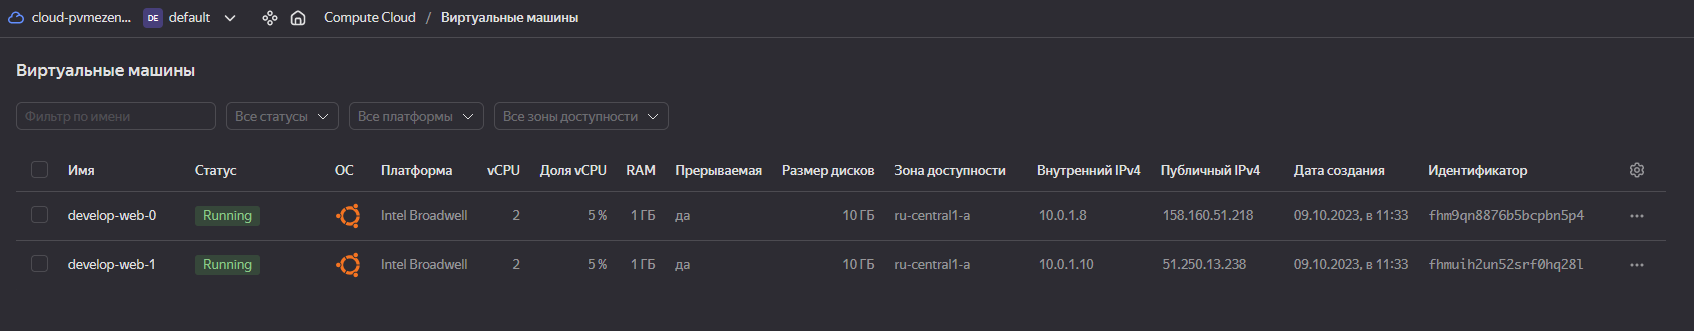 cloud-pvmezen... DE default Compute Cloud / Виртуальные машины
Виртуальные машины
Фильтр по имени Все статусы Все платформы Все зоны доступности
Имя Статус ОС Платформа vCPU Доля vCPU RAM Прерываемая Размер дисков Зона доступности Внутренний IPv4 Публичный IPv4 Дата создания Идентификатор
develop-web-0 Running Intel Broadwell 2 5 % 1 ГБ да 10 ГБ ru-central1-a 10.0.1.8 158.160.51.218 09.10.2023, в 11:33 fhm9qn8876b5bcpbn5p4
develop-web-1 Running Intel Broadwell 2 5 % 1 ГБ да 10 ГБ ru-central1-a 10.0.1.10 51.250.13.238 09.10.2023, в 11:33 fhmuih2un52srf0hq28l